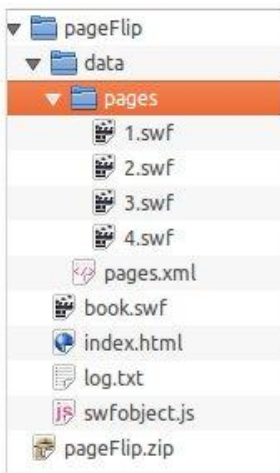 pageFlip
data
pages
1.swf
2.swf
3.swf
4.swf
pages.xml
book.swf
index.html
log.txt
swfobject.js
pageFlip.zip